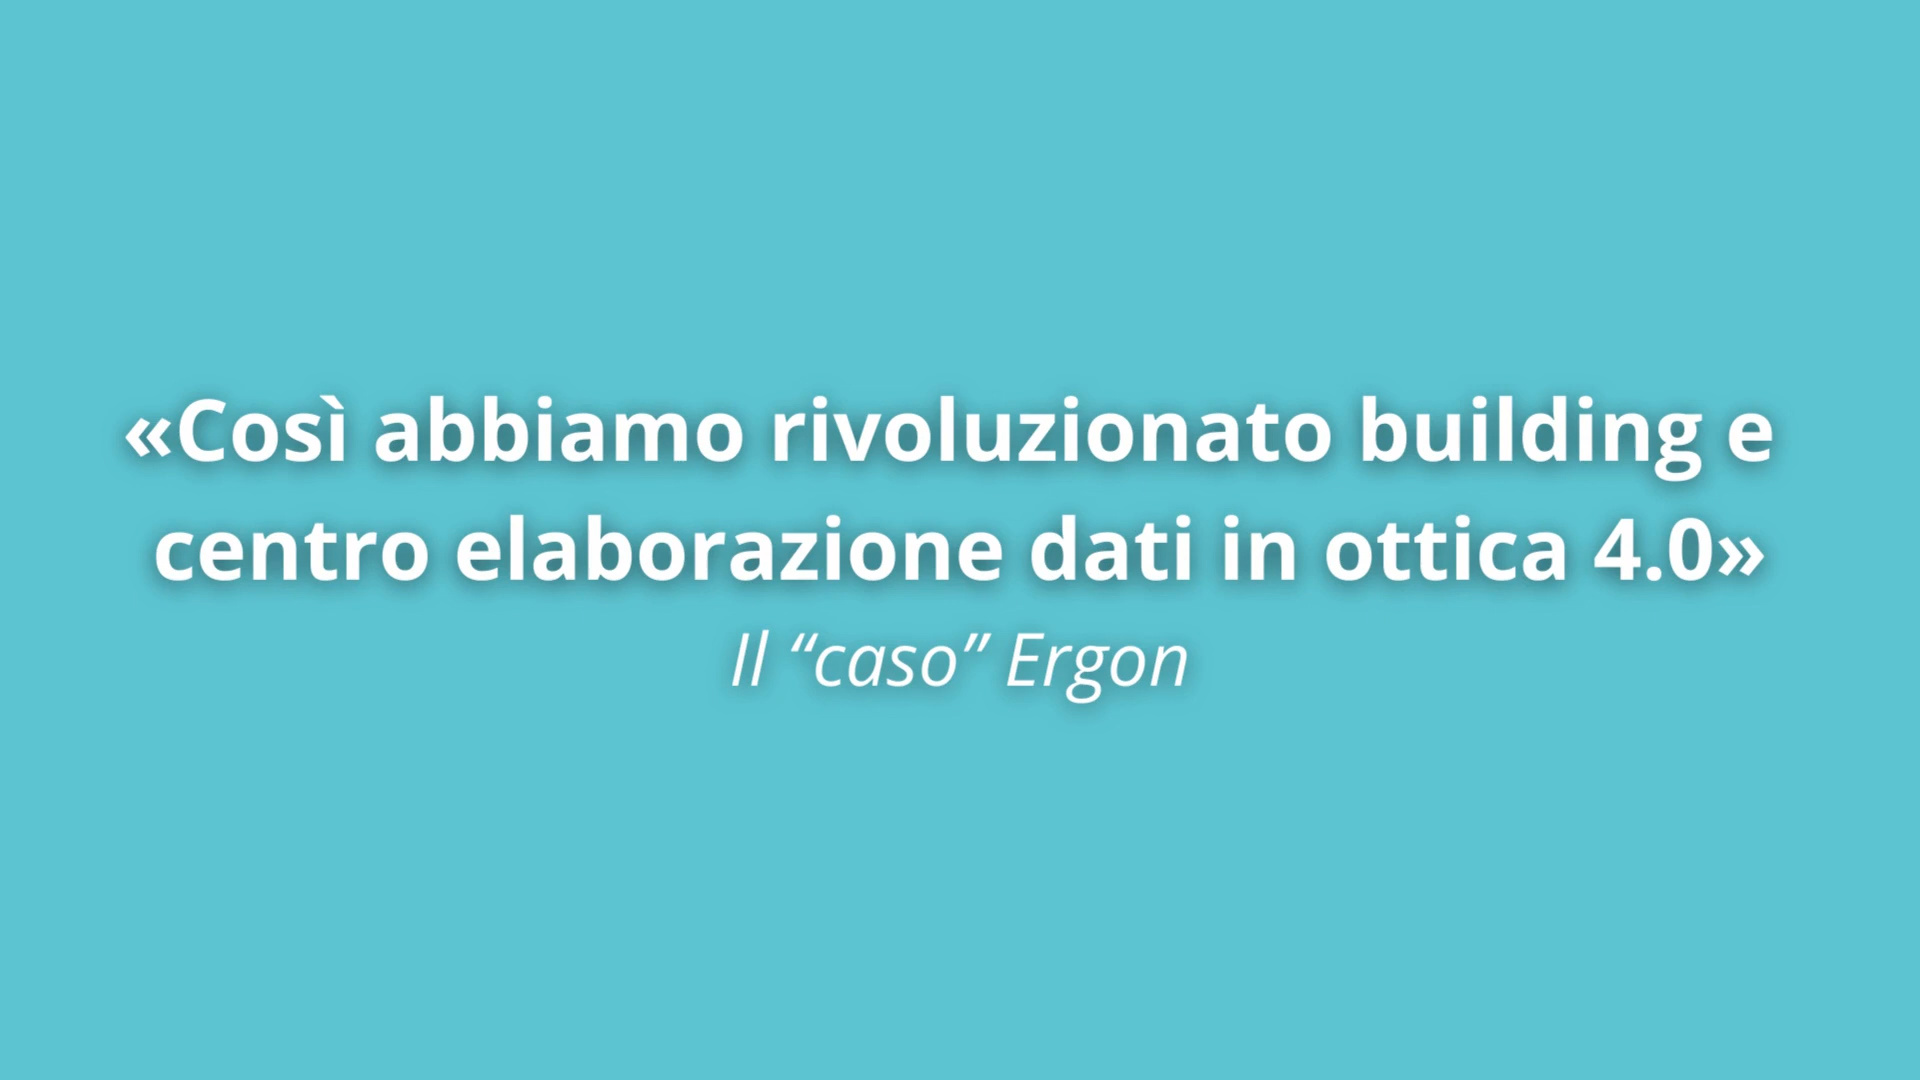 «Così abbiamo rivoluzionato building e
centro elaborazione dati in ottica 4.0»
Il “caso” Ergon